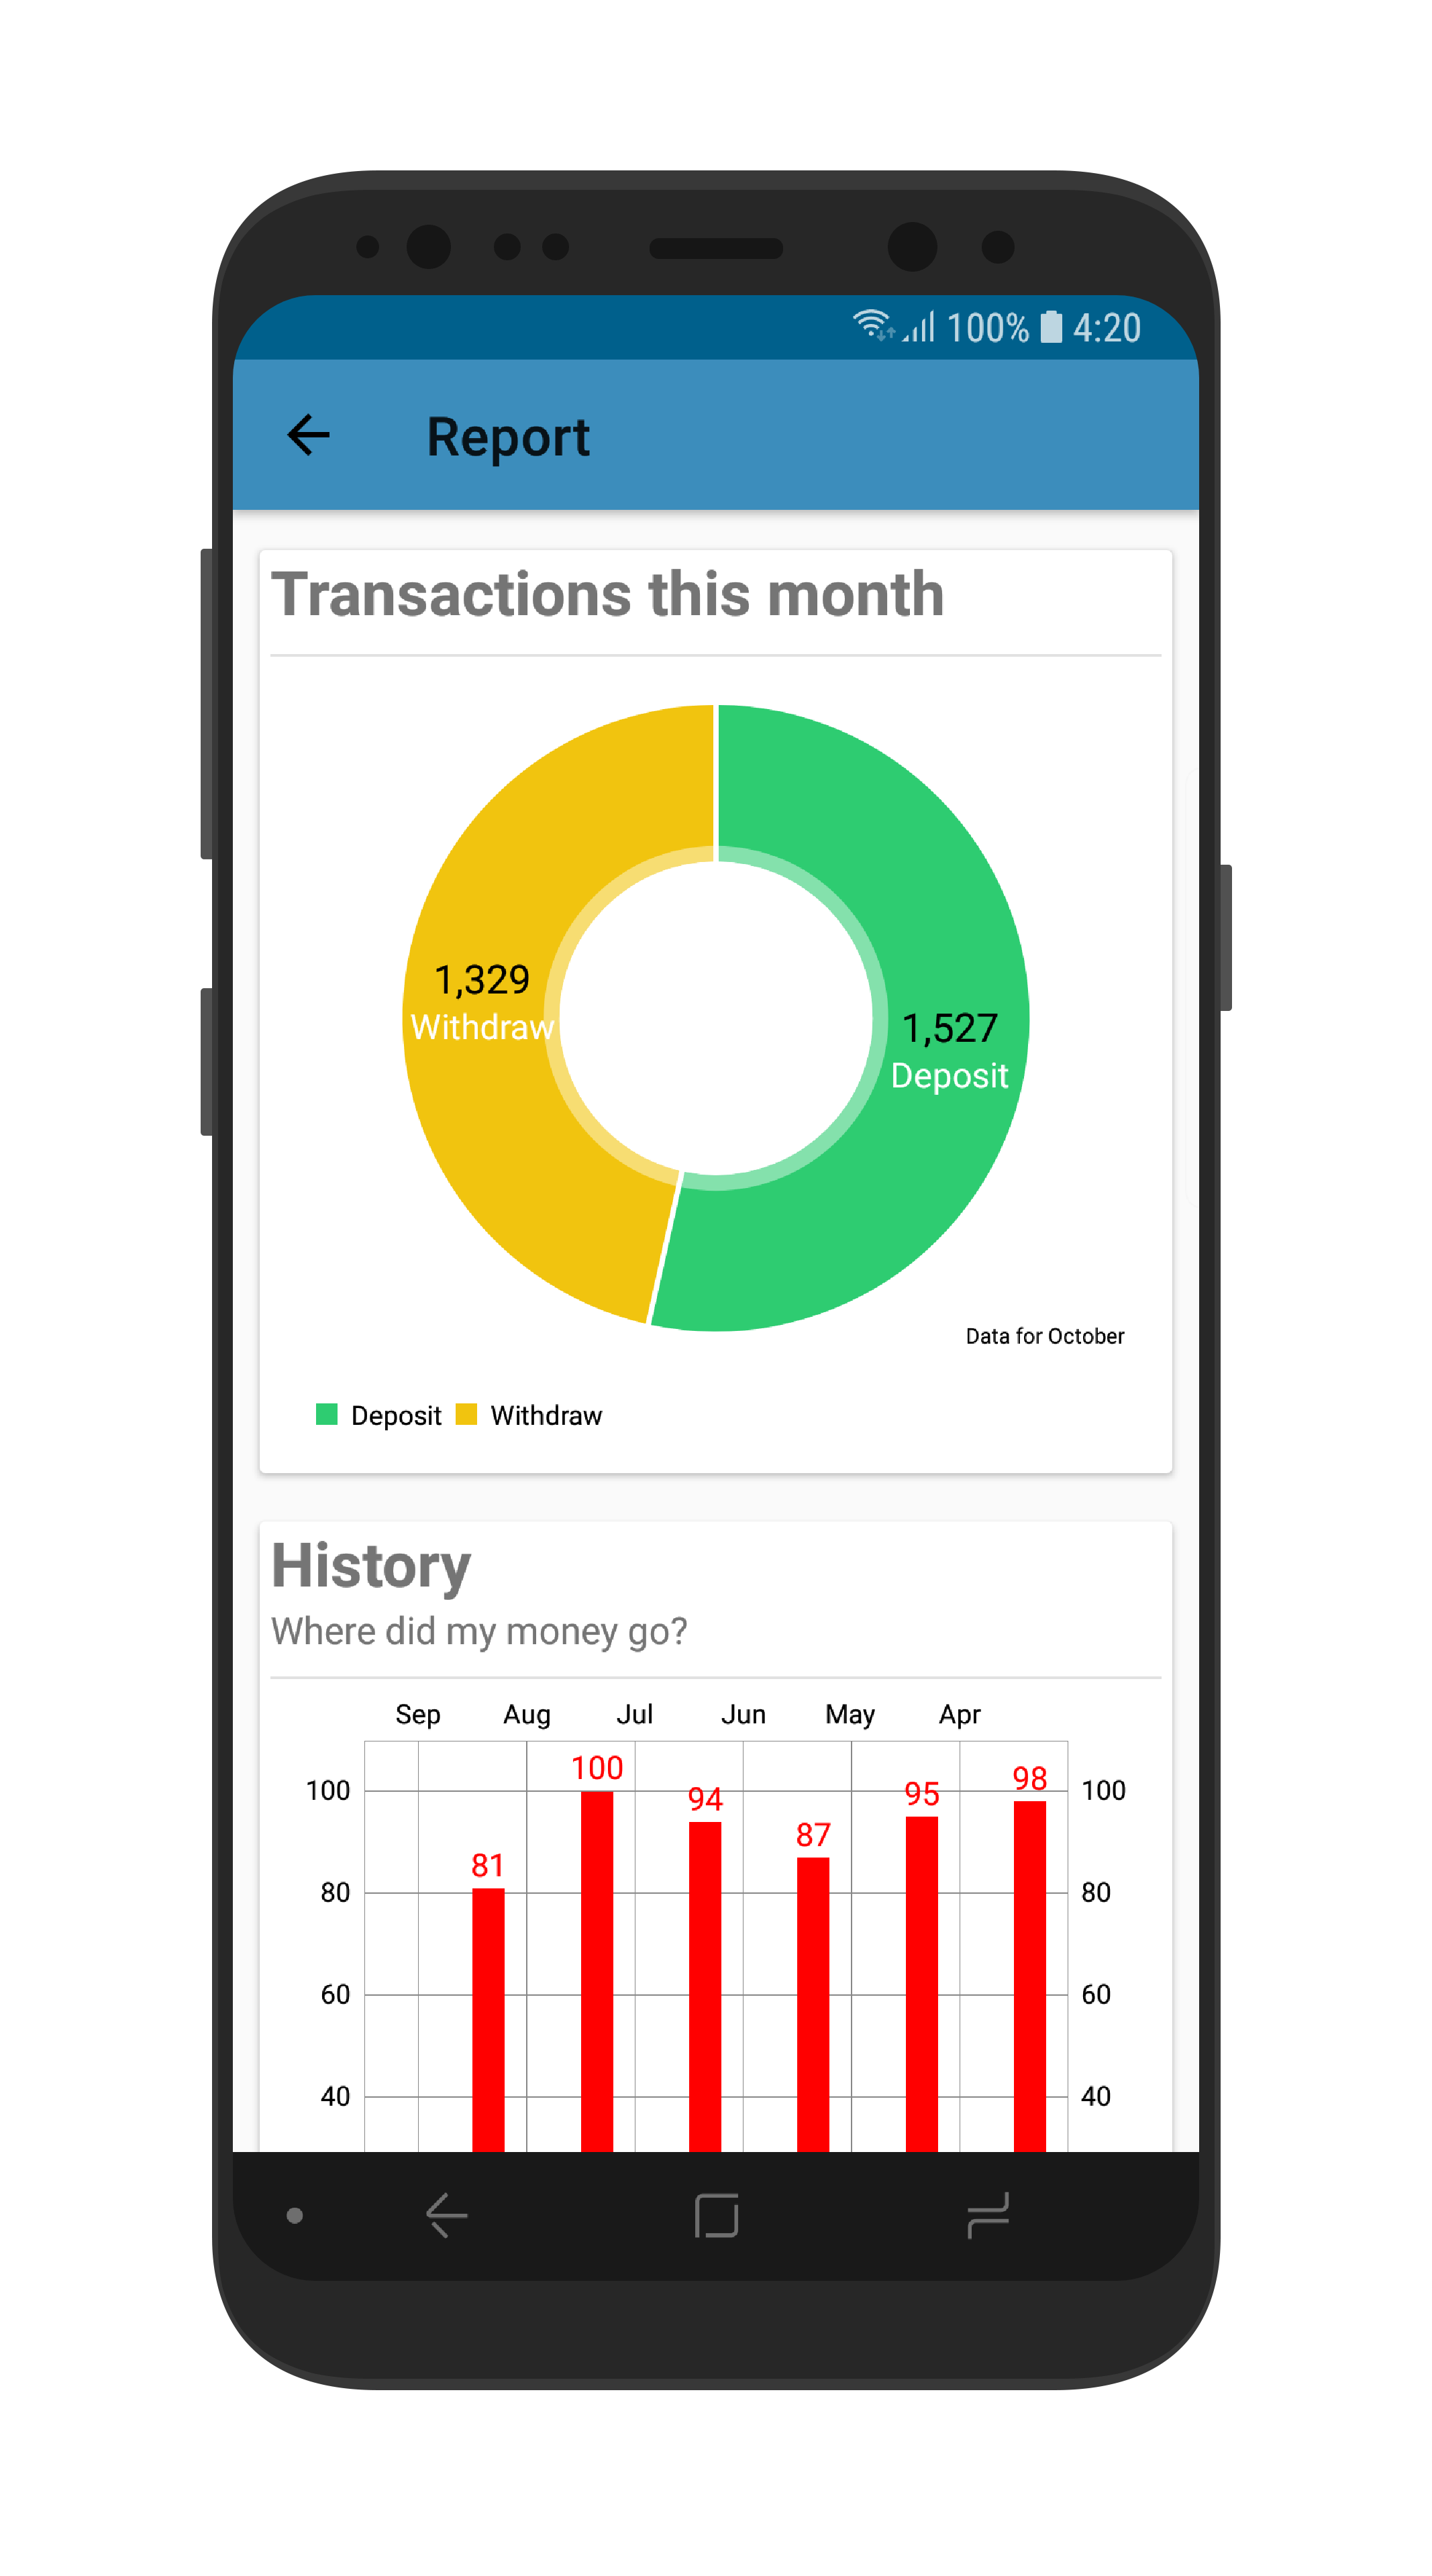 100% 4:20
Report
Transactions this month
1,329
Withdraw
1,527
Deposit
Data for October
Deposit Withdraw
History
Where did my money go?
Sep Aug Jul Jun May Apr
100 81 100 94 87 95 98 100
80 80
60 60
40 40